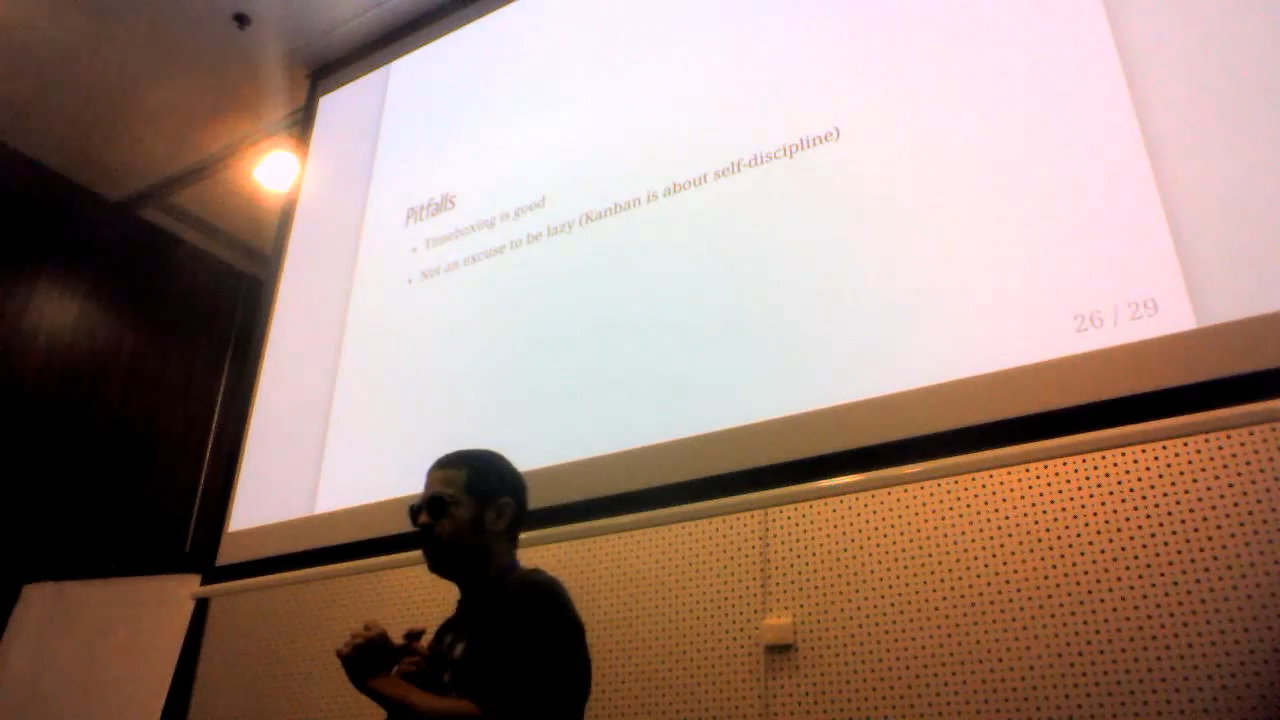 Pitfalls
• Timeboxing is good
• Not an excuse to be lazy (Kanban is about self-discipline)
26 / 29